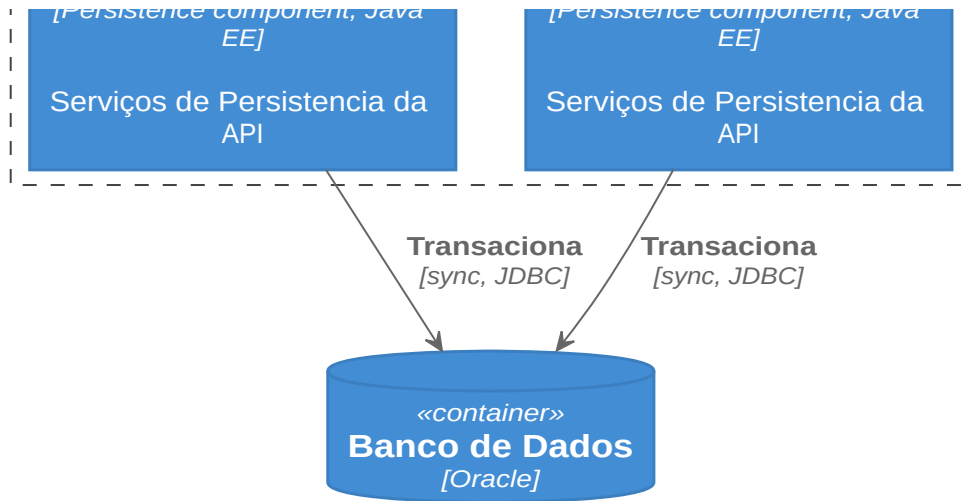 [Persistence component, Java
EE]
Serviços de Persistencia da
API
[Persistence component, Java
EE]
Serviços de Persistencia da
API
Transaciona
[sync, JDBC]
Transaciona
[sync, JDBC]
«container»
Banco de Dados
[Oracle]